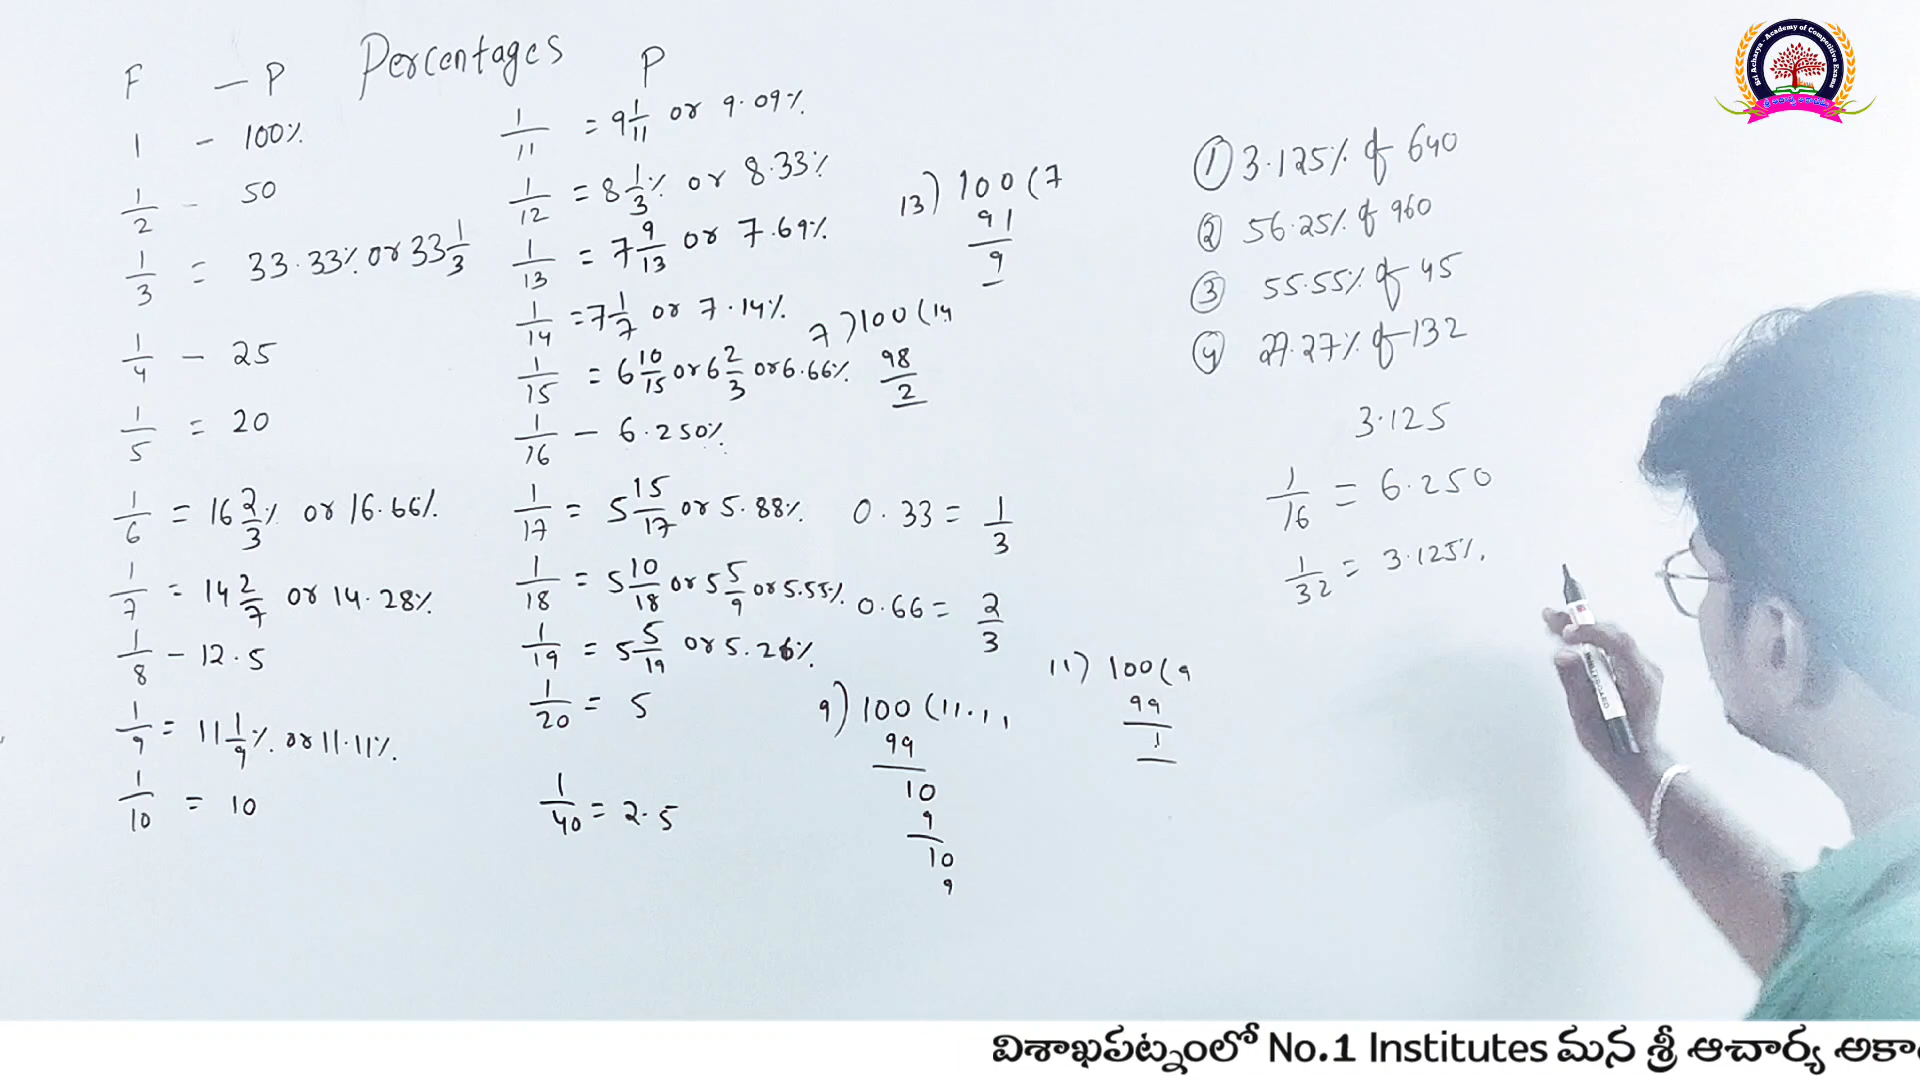 Percentages
F — P
1 - 100%
1/2 - 50
1/3 = 33.33% or 33 1/3
1/4 - 25
1/5 = 20
1/6 = 16 2/3% or 16.66%
1/7 = 14 2/7 or 14.28%
1/8 - 12.5
1/9 = 11 1/9% or 11.11%
1/10 = 10
P
1/11 = 9 1/11 or 9.09%
1/12 = 8 1/3% or 8.33%
1/13 = 7 9/13 or 7.69%
1/14 = 7 1/7 or 7.14%
1/15 = 6 10/15 or 6 2/3 or 6.66%
1/16 - 6.250%
1/17 = 5 15/17 or 5.88%
1/18 = 5 10/18 or 5 5/9 or 5.55%
1/19 = 5 5/19 or 5.26%
1/20 = 5
1/40 = 2.5
13) 100 (7
91
9
7) 100 (14
98
2
0.33 = 1/3
0.66 = 2/3
9) 100 (11.11
99
10
9
10
9
11) 100 (9
99
1
① 3.125% of 640
② 56.25% of 960
③ 55.55% of 45
④ 27.27% of 132
3.125
1/16 = 6.250
1/32 = 3.125%.
Sri Acharya - Academy of Competitive Exams
విశాఖపట్నంలో No.1 Institutes మన శ్రీ ఆచార్య